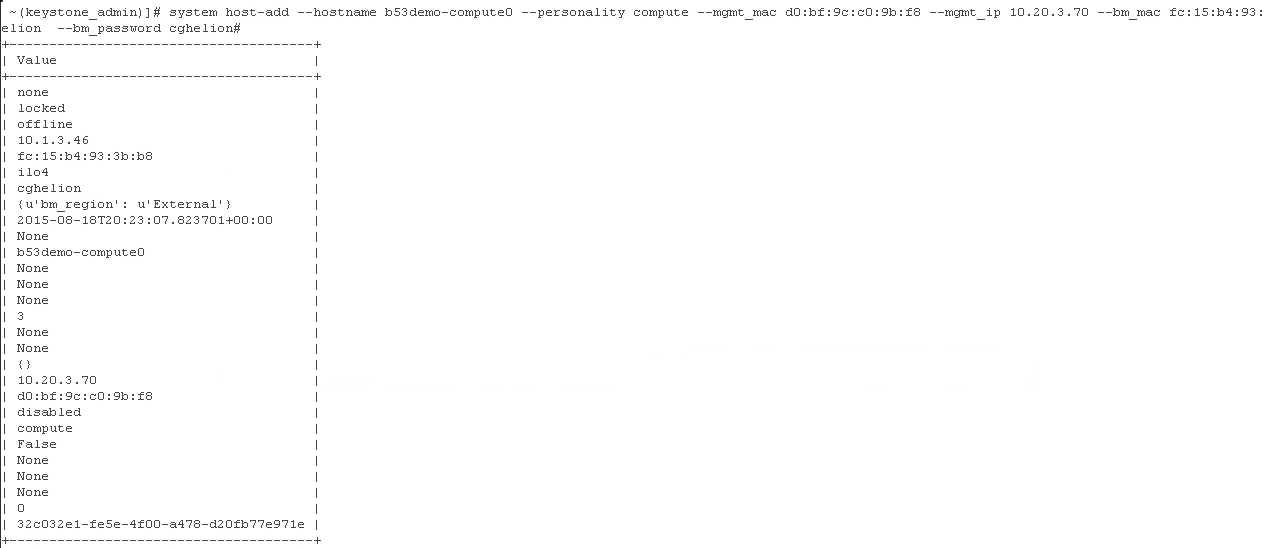 ~(keystone_admin)]# system host-add --hostname b53demo-compute0 --personality compute --mgmt_mac d0:bf:9c:c0:9b:f8 --mgmt_ip 10.20.3.70 --bm_mac fc:15:b4:93:
elion  --bm_password cghelion#
+--------------------------------------+
| Value                                |
+--------------------------------------+
| none                                 |
| locked                               |
| offline                              |
| 10.1.3.46                            |
| fc:15:b4:93:3b:b8                    |
| ilo4                                 |
| cghelion                             |
| {u'bm_region': u'External'}          |
| 2015-08-18T20:23:07.823701+00:00     |
| None                                 |
| b53demo-compute0                     |
| None                                 |
| None                                 |
| None                                 |
| 3                                    |
| None                                 |
| None                                 |
| {}                                   |
| 10.20.3.70                           |
| d0:bf:9c:c0:9b:f8                    |
| disabled                             |
| compute                              |
| False                                |
| None                                 |
| None                                 |
| None                                 |
| 0                                    |
| 32c032e1-fe5e-4f00-a478-d20fb77e971e |
+--------------------------------------+